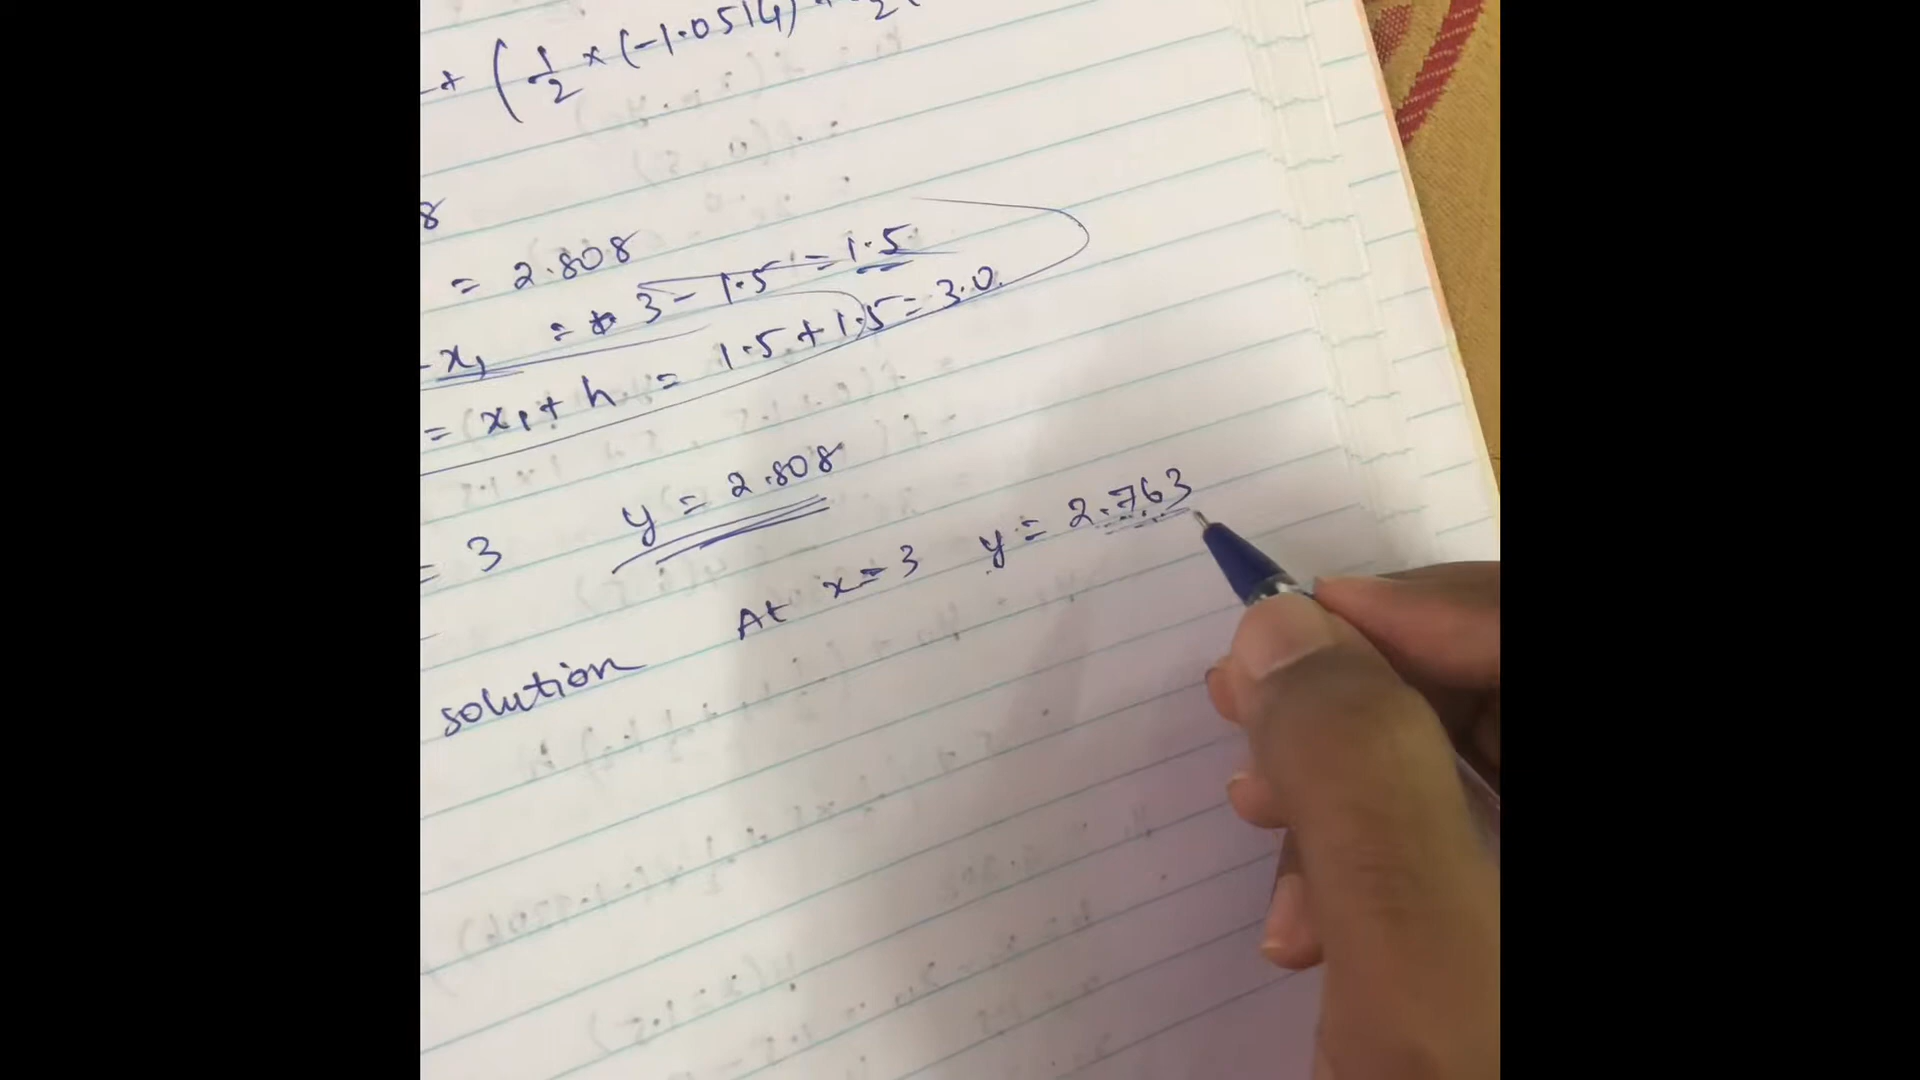 + (1/2 × (-1.0514) +
8
= 2.808
= 3 - 1.5 = 1.5
- x₁
= x₁ + h = 1.5 + 1.5 = 3.0
= 3 y = 2.808
At x = 3 y = 2.763
solution